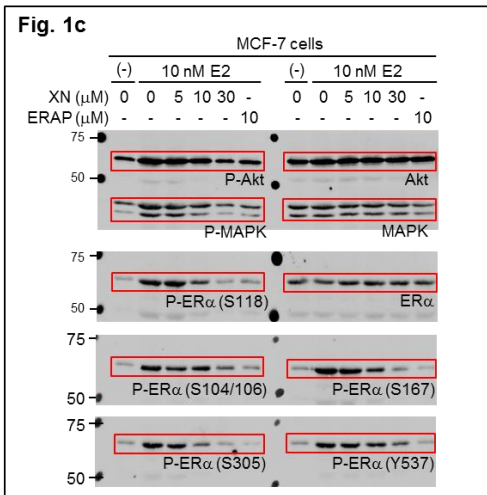 Fig. 1c
MCF-7 cells
(-) 10 nM E2 (-) 10 nM E2
XN (μM) 0 0 5 10 30 - 0 0 5 10 30 -
ERAP (μM) - - - - - 10 - - - - - 10
75
50
P-Akt Akt
P-MAPK MAPK
75
50
P-ERα (S118) ERα
75
50
P-ERα (S104/106) P-ERα (S167)
75
50
P-ERα (S305) P-ERα (Y537)